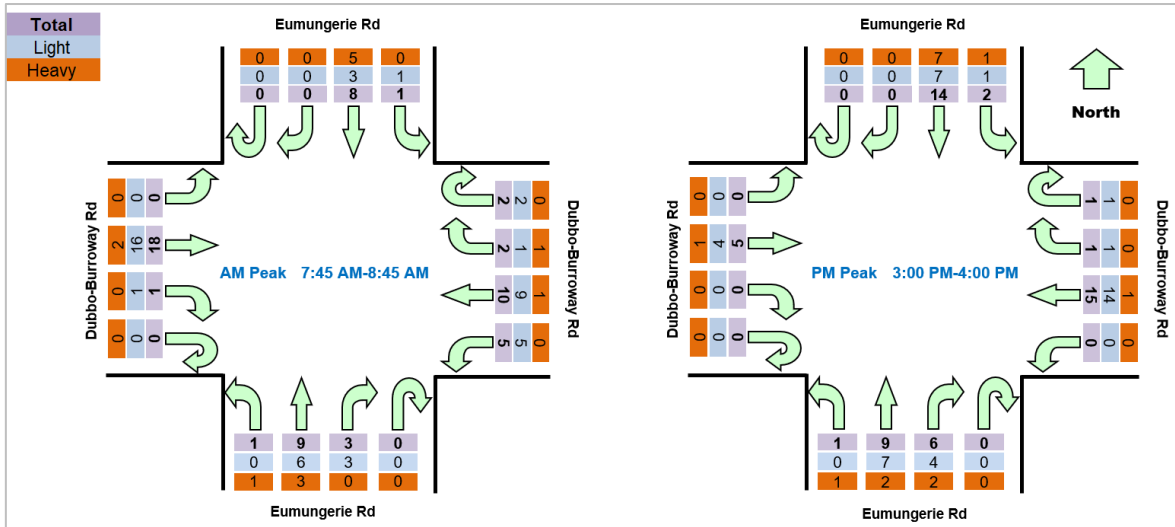 Total
Light
Heavy
Eumungerie Rd
0 0 5 0
0 0 3 1
0 0 8 1
Dubbo-Burroway Rd
0 0 0
2 16 18
0 1 1
0 0 0
AM Peak 7:45 AM-8:45 AM
2 2 0
2 1 1
10 9 1
5 5 0
Dubbo-Burroway Rd
1 9 3 0
0 6 3 0
1 3 0 0
Eumungerie Rd
Eumungerie Rd
0 0 7 1
0 0 7 1
0 0 14 2
North
Dubbo-Burroway Rd
0 0 0
1 4 5
0 0 0
0 0 0
PM Peak 3:00 PM-4:00 PM
1 1 0
1 1 0
15 14 1
0 0 0
Dubbo-Burroway Rd
1 9 6 0
0 7 4 0
1 2 2 0
Eumungerie Rd